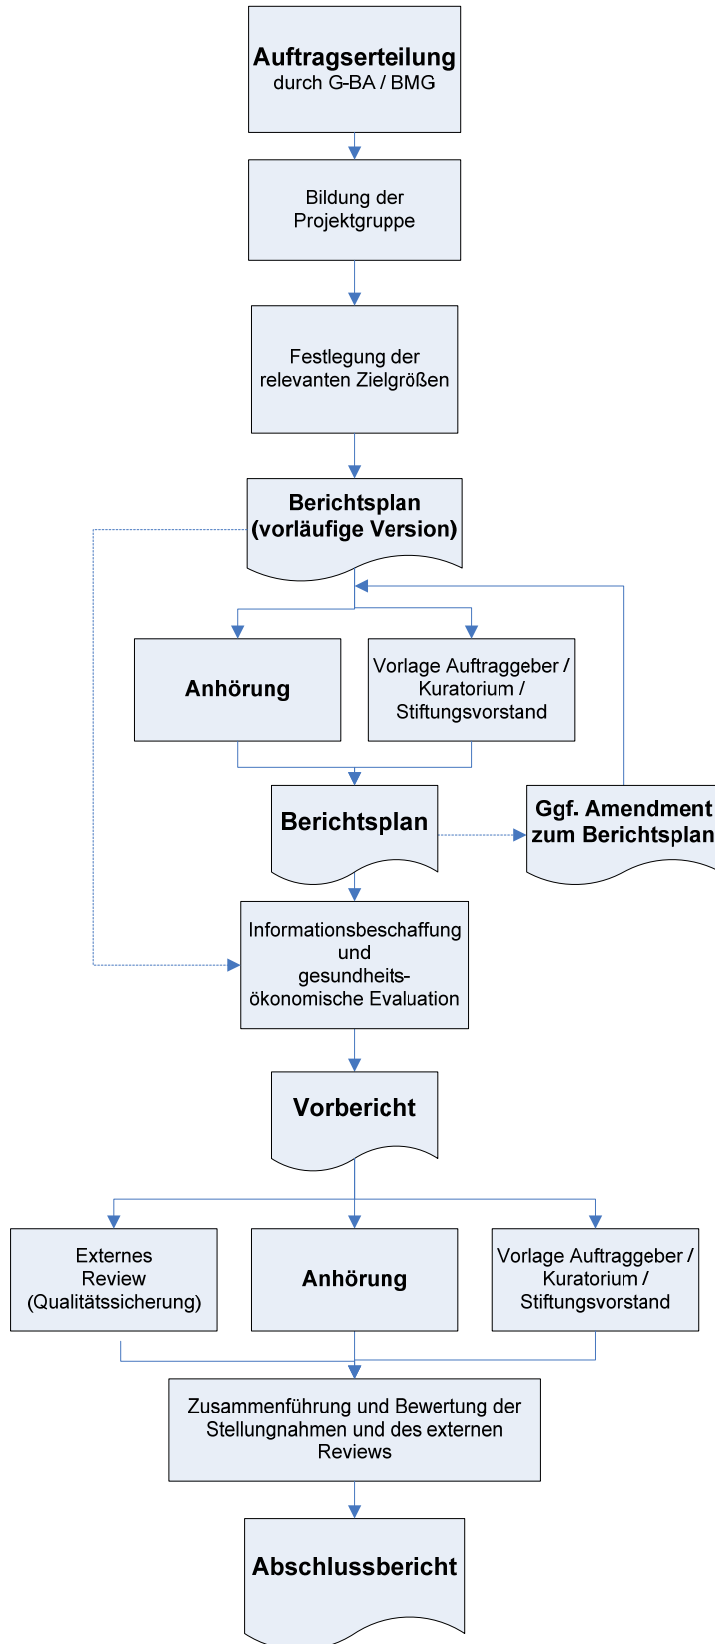 Auftragserteilung
durch G-BA / BMG
Bildung der
Projektgruppe
Festlegung der
relevanten Zielgrößen
Berichtsplan
(vorläufige Version)
Anhörung
Vorlage Auftraggeber /
Kuratorium /
Stiftungsvorstand
Berichtsplan
Ggf. Amendment
zum Berichtsplan
Informationsbeschaffung
und
gesundheits-
ökonomische Evaluation
Vorbericht
Externes
Review
(Qualitätssicherung)
Anhörung
Vorlage Auftraggeber /
Kuratorium /
Stiftungsvorstand
Zusammenführung und Bewertung der
Stellungnahmen und des externen
Reviews
Abschlussbericht